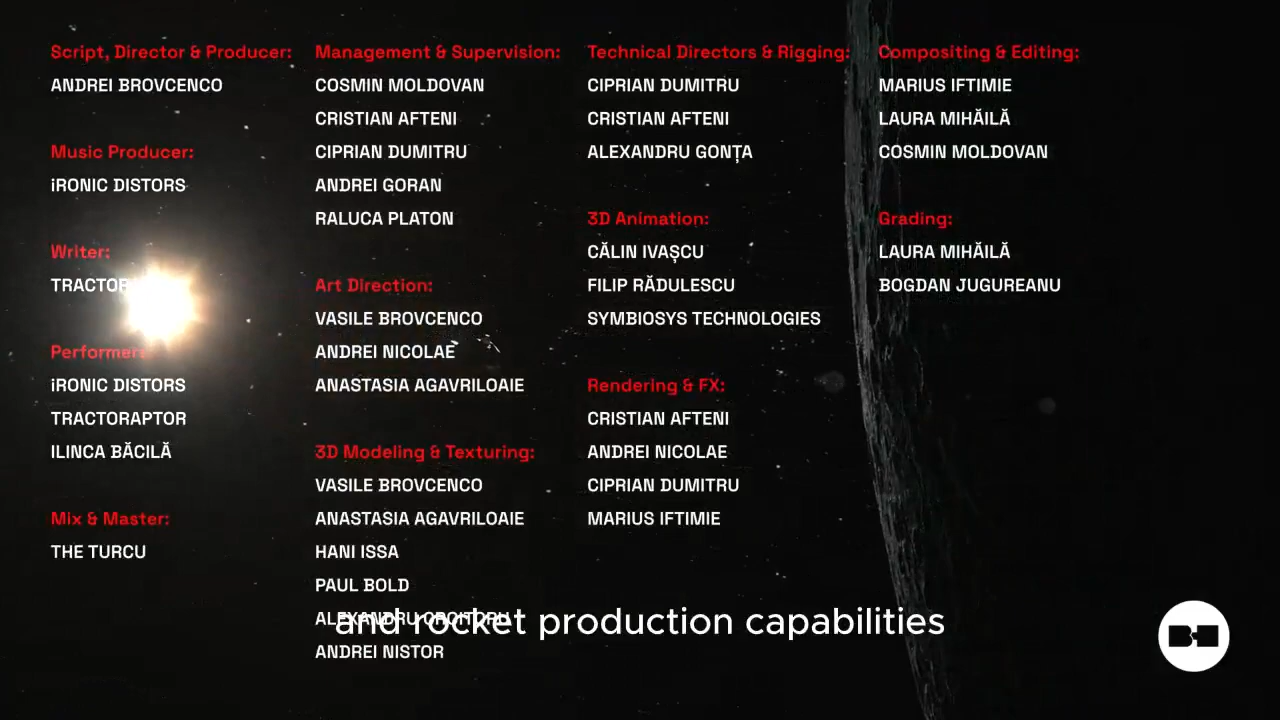 Script, Director & Producer:
ANDREI BROVCENCO
Music Producer:
iRONIC DISTORS
Writer:
Performers:
iRONIC DISTORS
TRACTORAPTOR
ILINCA BĂCILĂ
Mix & Master:
THE TURCU
Management & Supervision:
COSMIN MOLDOVAN
CRISTIAN AFTENI
CIPRIAN DUMITRU
ANDREI GORAN
RALUCA PLATON
Art Direction:
VASILE BROVCENCO
ANDREI NICOLAE
ANASTASIA AGAVRILOAIE
3D Modeling & Texturing:
VASILE BROVCENCO
ANASTASIA AGAVRILOAIE
HANI ISSA
PAUL BOLD
ALEXANDRU
ANDREI NISTOR
Technical Directors & Rigging:
CIPRIAN DUMITRU
CRISTIAN AFTENI
ALEXANDRU GONȚA
3D Animation:
CĂLIN IVAȘCU
FILIP RĂDULESCU
SYMBIOSYS TECHNOLOGIES
Rendering & FX:
CRISTIAN AFTENI
ANDREI NICOLAE
CIPRIAN DUMITRU
MARIUS IFTIMIE
Compositing & Editing:
MARIUS IFTIMIE
LAURA MIHĂILĂ
COSMIN MOLDOVAN
Grading:
LAURA MIHĂILĂ
BOGDAN JUGUREANU
and rocket production capabilities